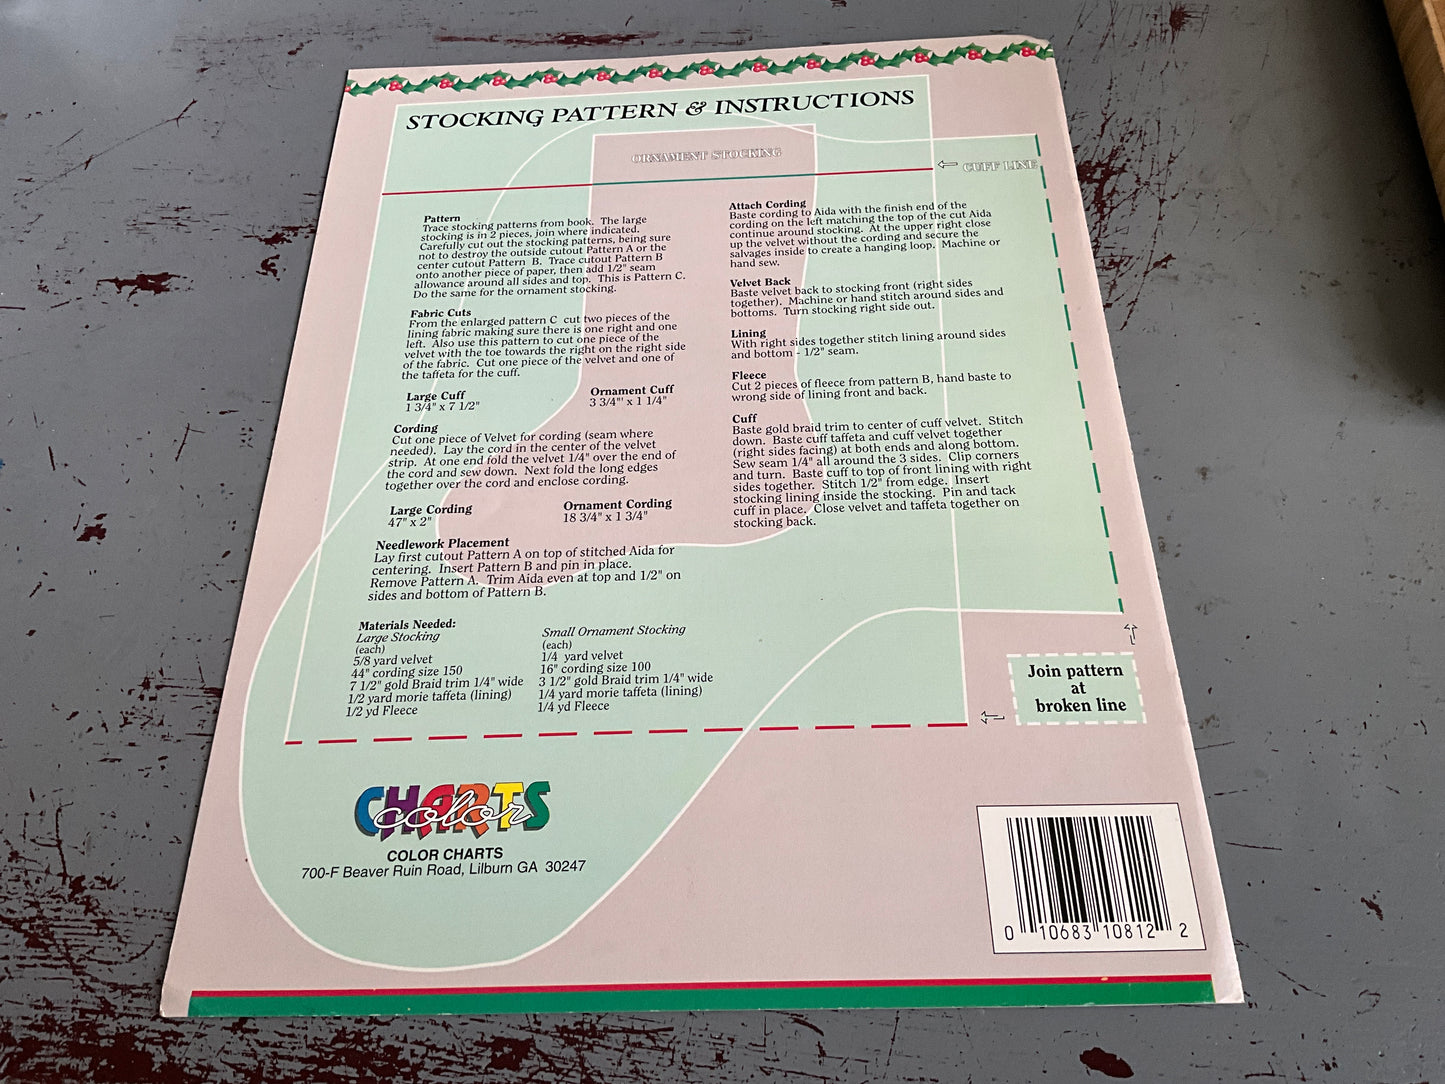 STOCKING PATTERN & INSTRUCTIONS
ORNAMENT STOCKING
CUFF LINE
Pattern
Trace stocking patterns from book. The large
stocking is in 2 pieces, join where indicated.
Carefully cut out the stocking patterns, being sure
not to destroy the outside cutout Pattern A or the
center cutout Pattern B. Trace cutout Pattern B
onto another piece of paper, then add 1/2" seam
allowance around all sides and top. This is Pattern C.
Do the same for the ornament stocking.
Fabric Cuts
From the enlarged pattern C cut two pieces of the
lining fabric making sure there is one right and one
left. Also use this pattern to cut one piece of the
velvet with the toe towards the right on the right side
of the fabric. Cut one piece of the velvet and one of
the taffeta for the cuff.
Large Cuff
1 3/4" x 7 1/2"
Ornament Cuff
3 3/4"' x 1 1/4"
Cording
Cut one piece of Velvet for cording (seam where
needed). Lay the cord in the center of the velvet
strip. At one end fold the velvet 1/4" over the end of
the cord and sew down. Next fold the long edges
together over the cord and enclose cording.
Large Cording
47" x 2"
Ornament Cording
18 3/4" x 1 3/4"
Needlework Placement
Lay first cutout Pattern A on top of stitched Aida for
centering. Insert Pattern B and pin in place.
Remove Pattern A. Trim Aida even at top and 1/2" on
sides and bottom of Pattern B.
Attach Cording
Baste cording to Aida with the finish end of the
cording on the left matching the top of the cut Aida
continue around stocking. At the upper right close
up the velvet without the cording and secure the
salvages inside to create a hanging loop. Machine or
hand sew.
Velvet Back
Baste velvet back to stocking front (right sides
together). Machine or hand stitch around sides and
bottoms. Turn stocking right side out.
Lining
With right sides together stitch lining around sides
and bottom - 1/2" seam.
Fleece
Cut 2 pieces of fleece from pattern B, hand baste to
wrong side of lining front and back.
Cuff
Baste gold braid trim to center of cuff velvet. Stitch
down. Baste cuff taffeta and cuff velvet together
(right sides facing) at both ends and along bottom.
Sew seam 1/4" all around the 3 sides. Clip corners
and turn. Baste cuff to top of front lining with right
sides together. Stitch 1/2" from edge. Insert
stocking lining inside the stocking. Pin and tack
cuff in place. Close velvet and taffeta together on
stocking back.
Materials Needed:
Large Stocking
(each)
5/8 yard velvet
44" cording size 150
7 1/2" gold Braid trim 1/4" wide
1/2 yard morie taffeta (lining)
1/2 yd Fleece
Small Ornament Stocking
(each)
1/4 yard velvet
16" cording size 100
3 1/2" gold Braid trim 1/4" wide
1/4 yard morie taffeta (lining)
1/4 yd Fleece
Join pattern
at
broken line
CHARTS
color
COLOR CHARTS
700-F Beaver Ruin Road, Lilburn GA 30247
0 10683 10812 2